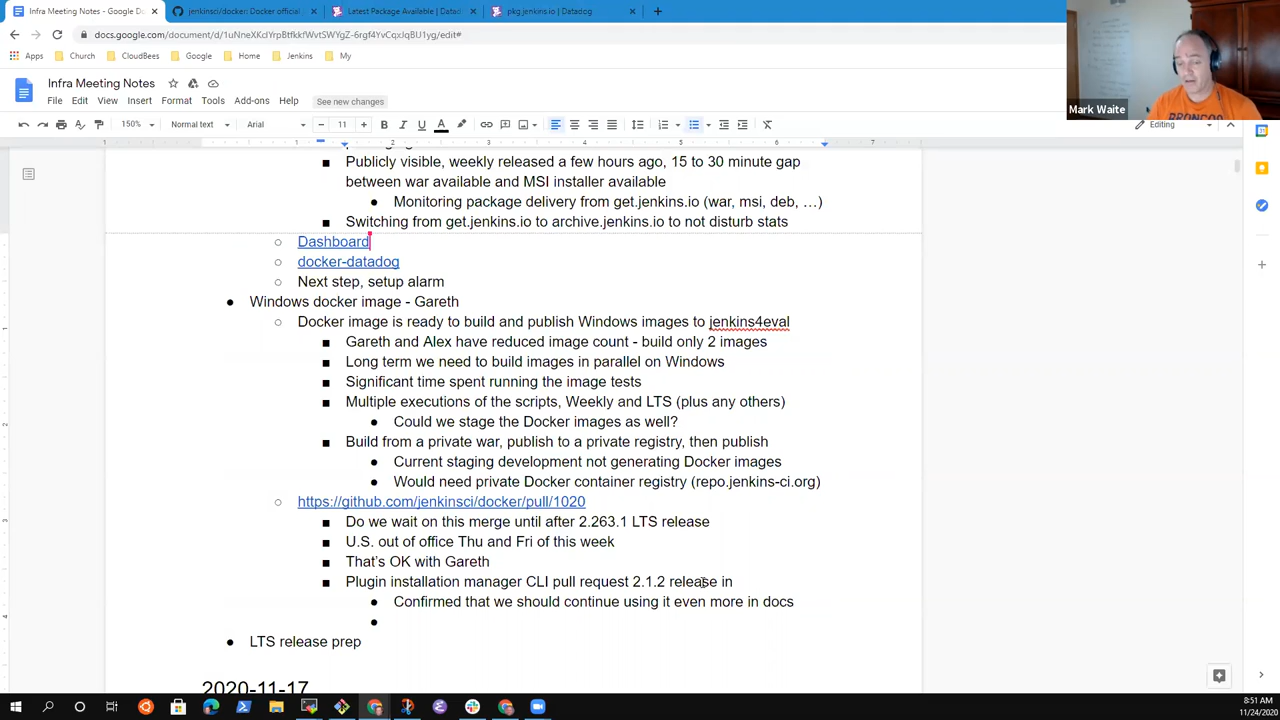 Infra Meeting Notes - Google D
jenkinsci/docker: Docker official
Latest Package Available | Datad
pkg.jenkins.io | Datadog
docs.google.com/document/d/1uNneXKcIYrpBtfkkfWvtSWYgZ-6rgf4YvCqxJqBU1yg/edit#
Apps
Church
CloudBees
Google
Home
Jenkins
My
Infra Meeting Notes
File
Edit
View
Insert
Format
Tools
Add-ons
Help
See new changes
Mark Waite
150%
Normal text
Arial
11
Editing
Publicly visible, weekly released a few hours ago, 15 to 30 minute gap
between war available and MSI installer available
Monitoring package delivery from get.jenkins.io (war, msi, deb, …)
Switching from get.jenkins.io to archive.jenkins.io to not disturb stats
Dashboard
docker-datadog
Next step, setup alarm
Windows docker image - Gareth
Docker image is ready to build and publish Windows images to jenkins4eval
Gareth and Alex have reduced image count - build only 2 images
Long term we need to build images in parallel on Windows
Significant time spent running the image tests
Multiple executions of the scripts, Weekly and LTS (plus any others)
Could we stage the Docker images as well?
Build from a private war, publish to a private registry, then publish
Current staging development not generating Docker images
Would need private Docker container registry (repo.jenkins-ci.org)
https://github.com/jenkinsci/docker/pull/1020
Do we wait on this merge until after 2.263.1 LTS release
U.S. out of office Thu and Fri of this week
That's OK with Gareth
Plugin installation manager CLI pull request 2.1.2 release in
Confirmed that we should continue using it even more in docs
LTS release prep
2020-11-17
8:51 AM
11/24/2020